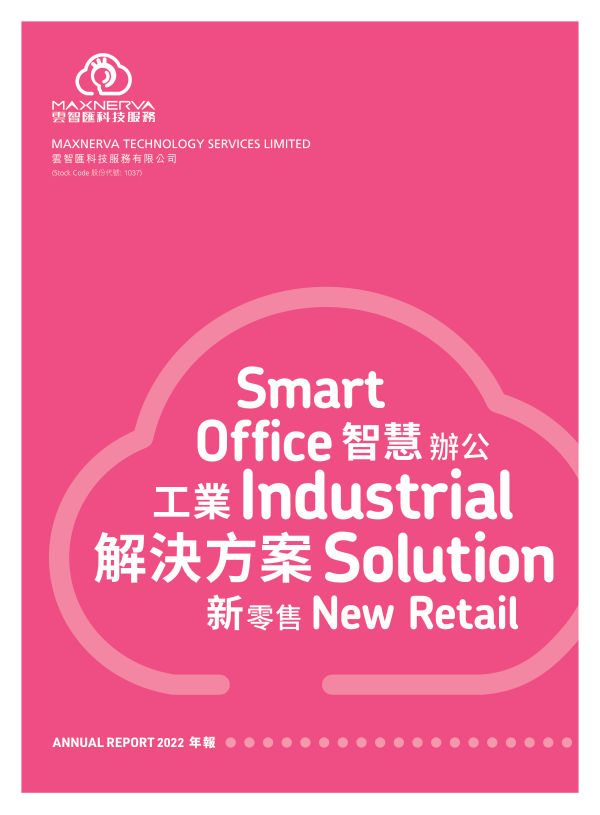 MAXNERVA
雲智匯科技服務
MAXNERVA TECHNOLOGY SERVICES LIMITED
雲智匯科技服務有限公司
(Stock Code 股份代號: 1037)
Smart
Office 智慧 辦公
工業 Industrial
解決方案 Solution
新零售 New Retail
ANNUAL REPORT 2022 年報